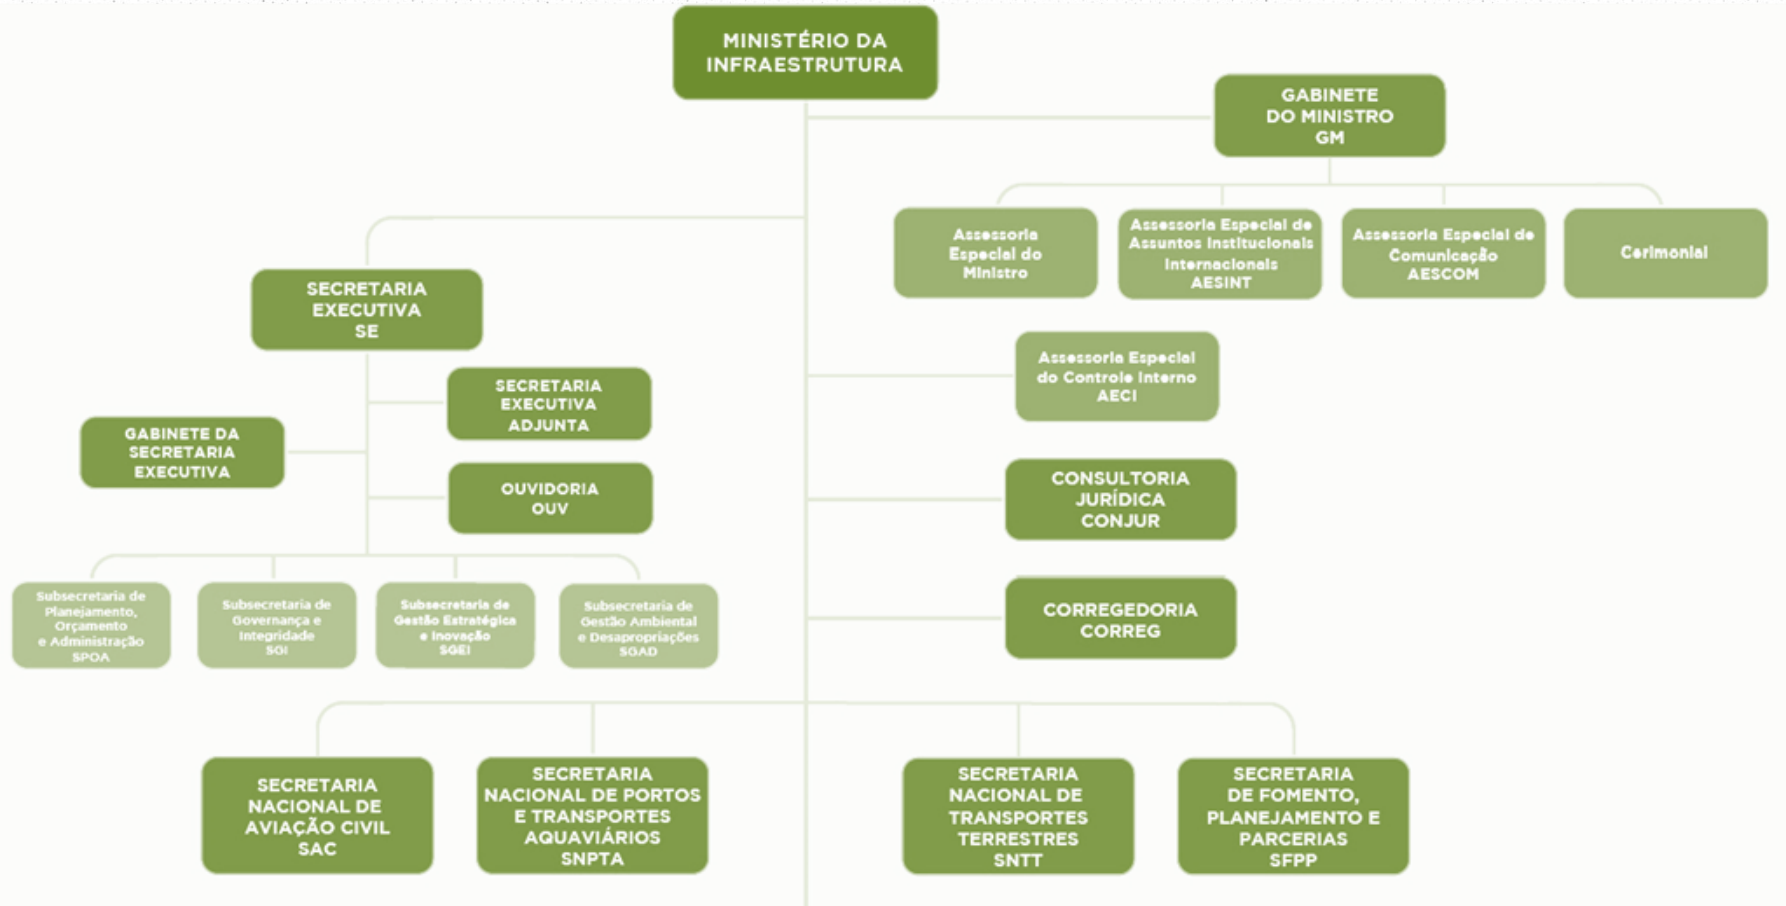 MINISTÉRIO DA
INFRAESTRUTURA
GABINETE
DO MINISTRO
GM
Assessoria
Especial do
Ministro
Assessoria Especial de
Assuntos Institucionais
Internacionais
AESINT
Assessoria Especial de
Comunicação
AESCOM
Cerimonial
SECRETARIA
EXECUTIVA
SE
Assessoria Especial
do Controle Interno
AECI
SECRETARIA
EXECUTIVA
ADJUNTA
GABINETE DA
SECRETARIA
EXECUTIVA
OUVIDORIA
OUV
CONSULTORIA
JURÍDICA
CONJUR
Subsecretaria de
Planejamento,
Orçamento
e Administração
SPOA
Subsecretaria de
Governança e
Integridade
SGI
Subsecretaria de
Gestão Estratégica
e Inovação
SGEI
Subsecretaria de
Gestão Ambiental
e Desapropriações
SGAD
CORREGEDORIA
CORREG
SECRETARIA
NACIONAL DE
AVIAÇÃO CIVIL
SAC
SECRETARIA
NACIONAL DE PORTOS
E TRANSPORTES
AQUAVIÁRIOS
SNPTA
SECRETARIA
NACIONAL DE
TRANSPORTES
TERRESTRES
SNTT
SECRETARIA
DE FOMENTO,
PLANEJAMENTO E
PARCERIAS
SFPP